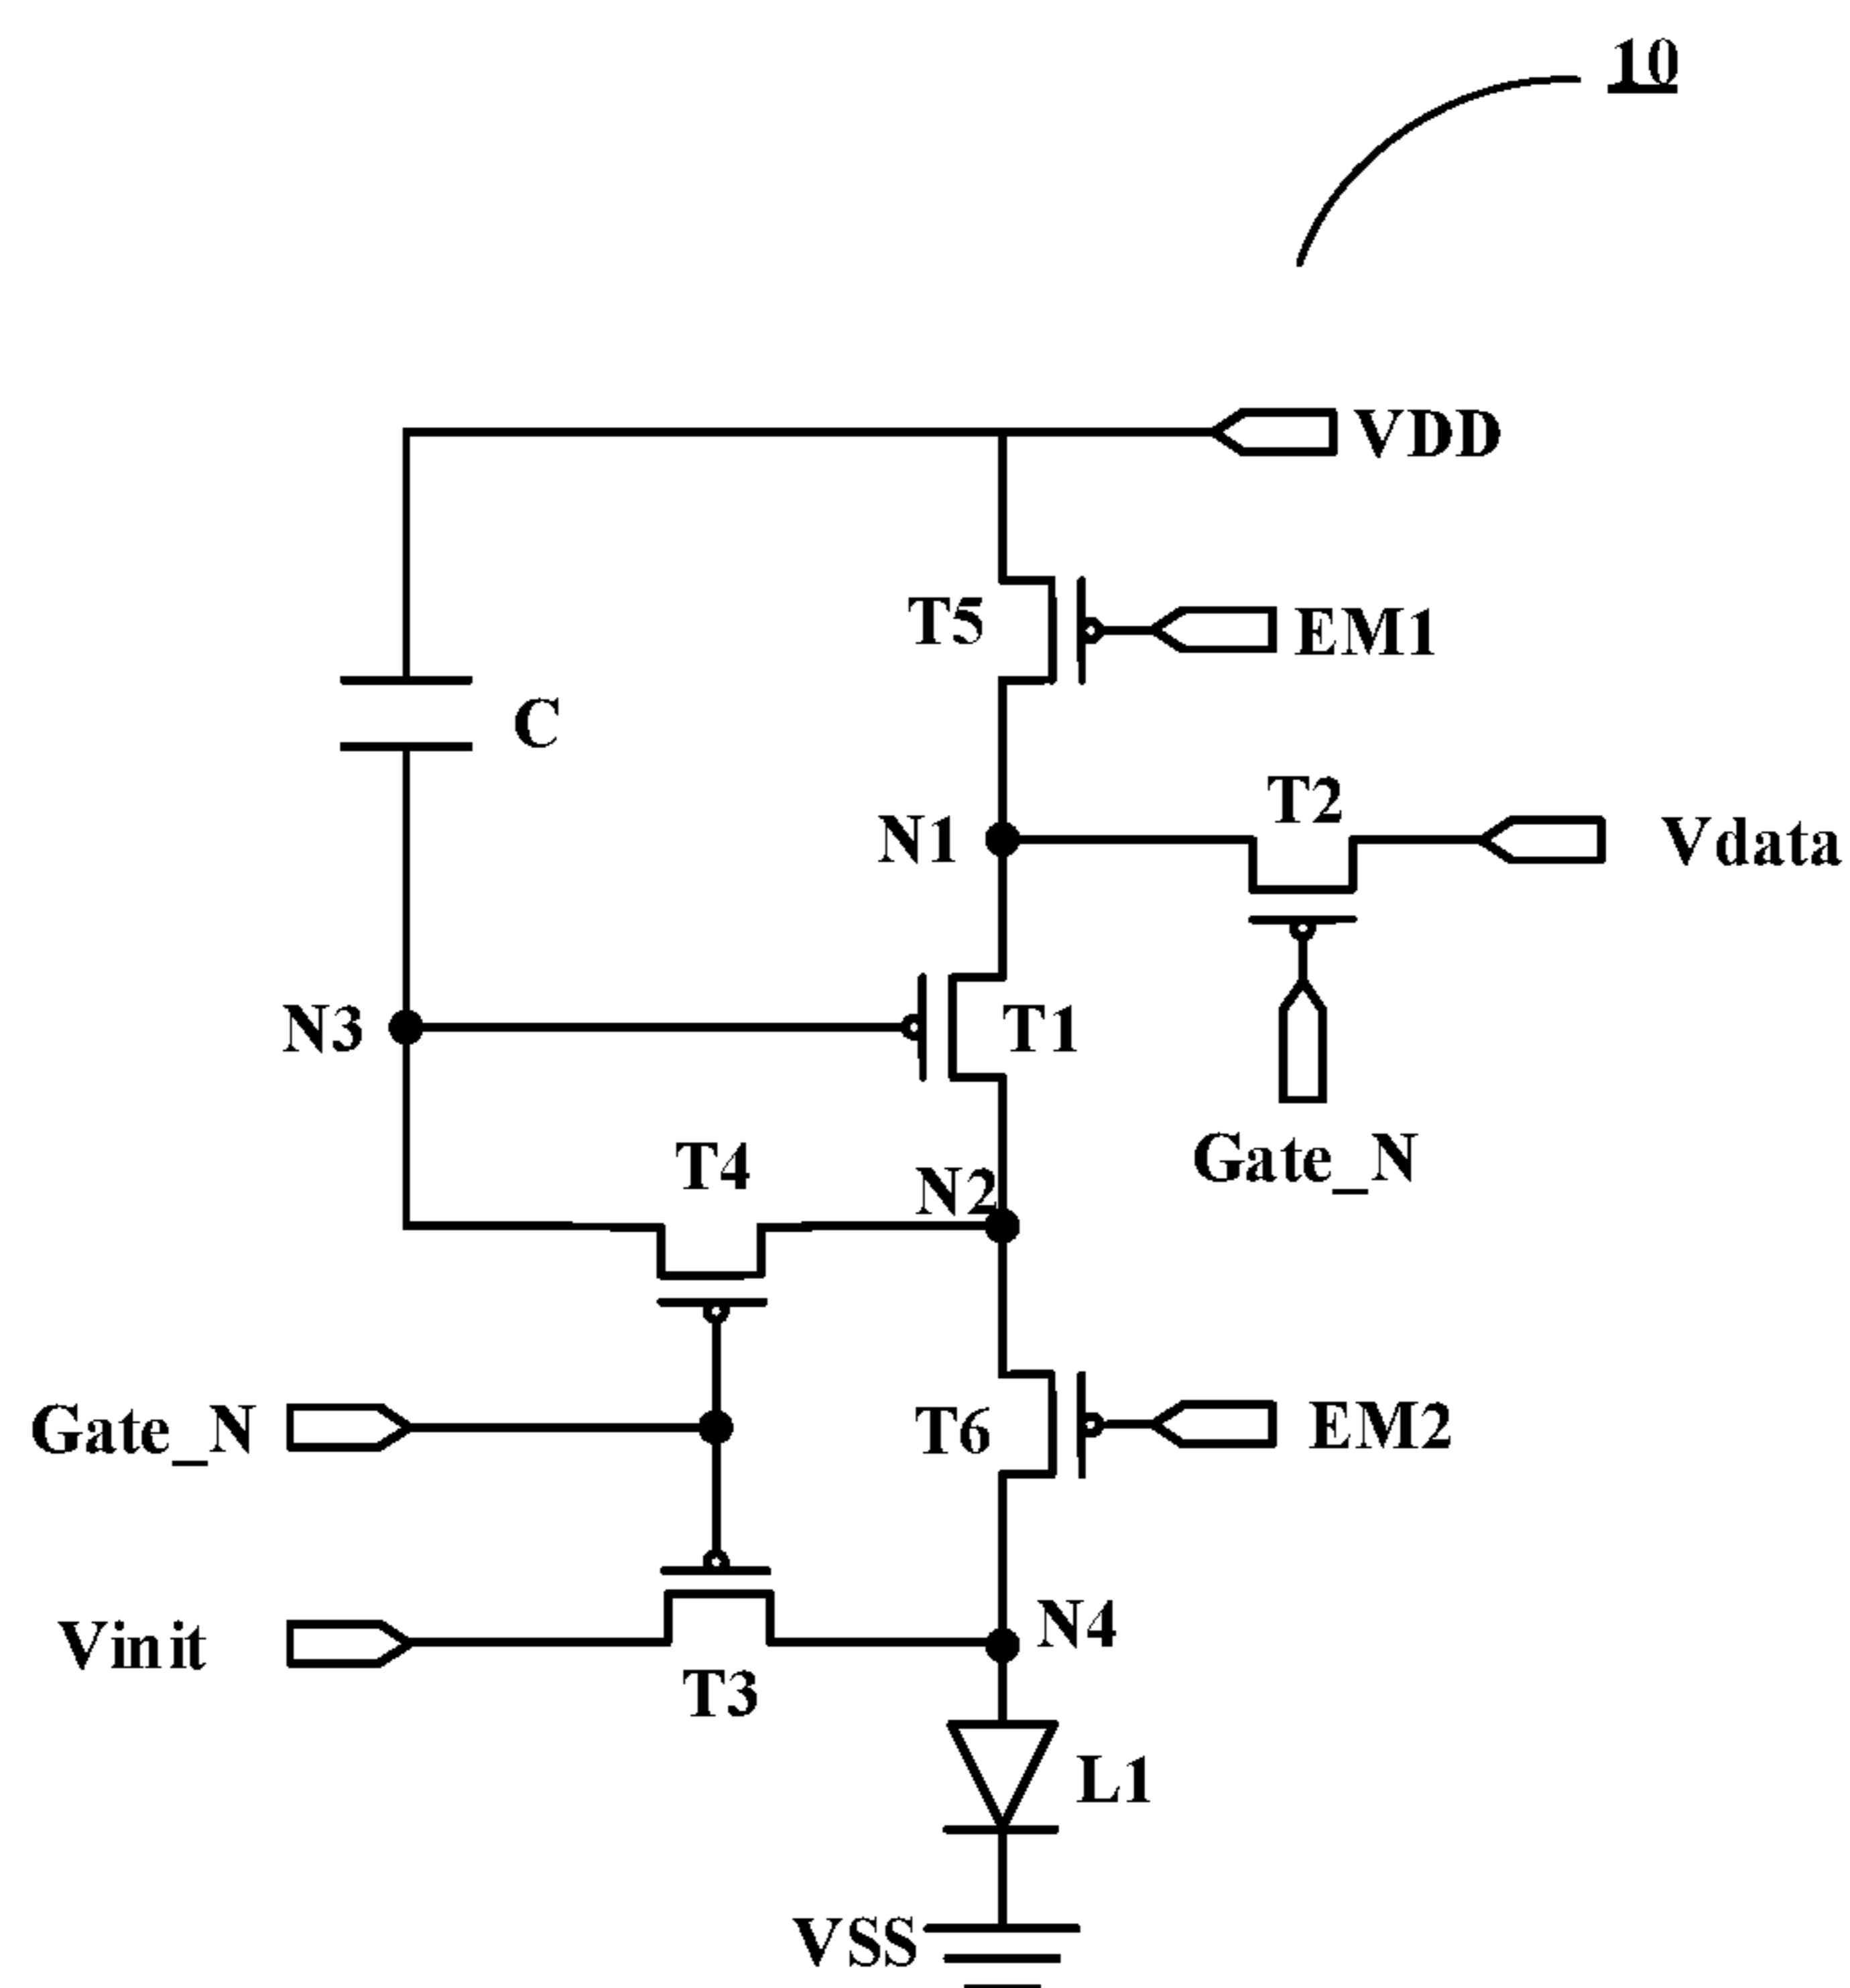 10
VDD
T5
EM1
C
T2
N1
Vdata
N3
T1
Gate_N
T4
N2
Gate_N
T6
EM2
Vinit
N4
T3
L1
VSS